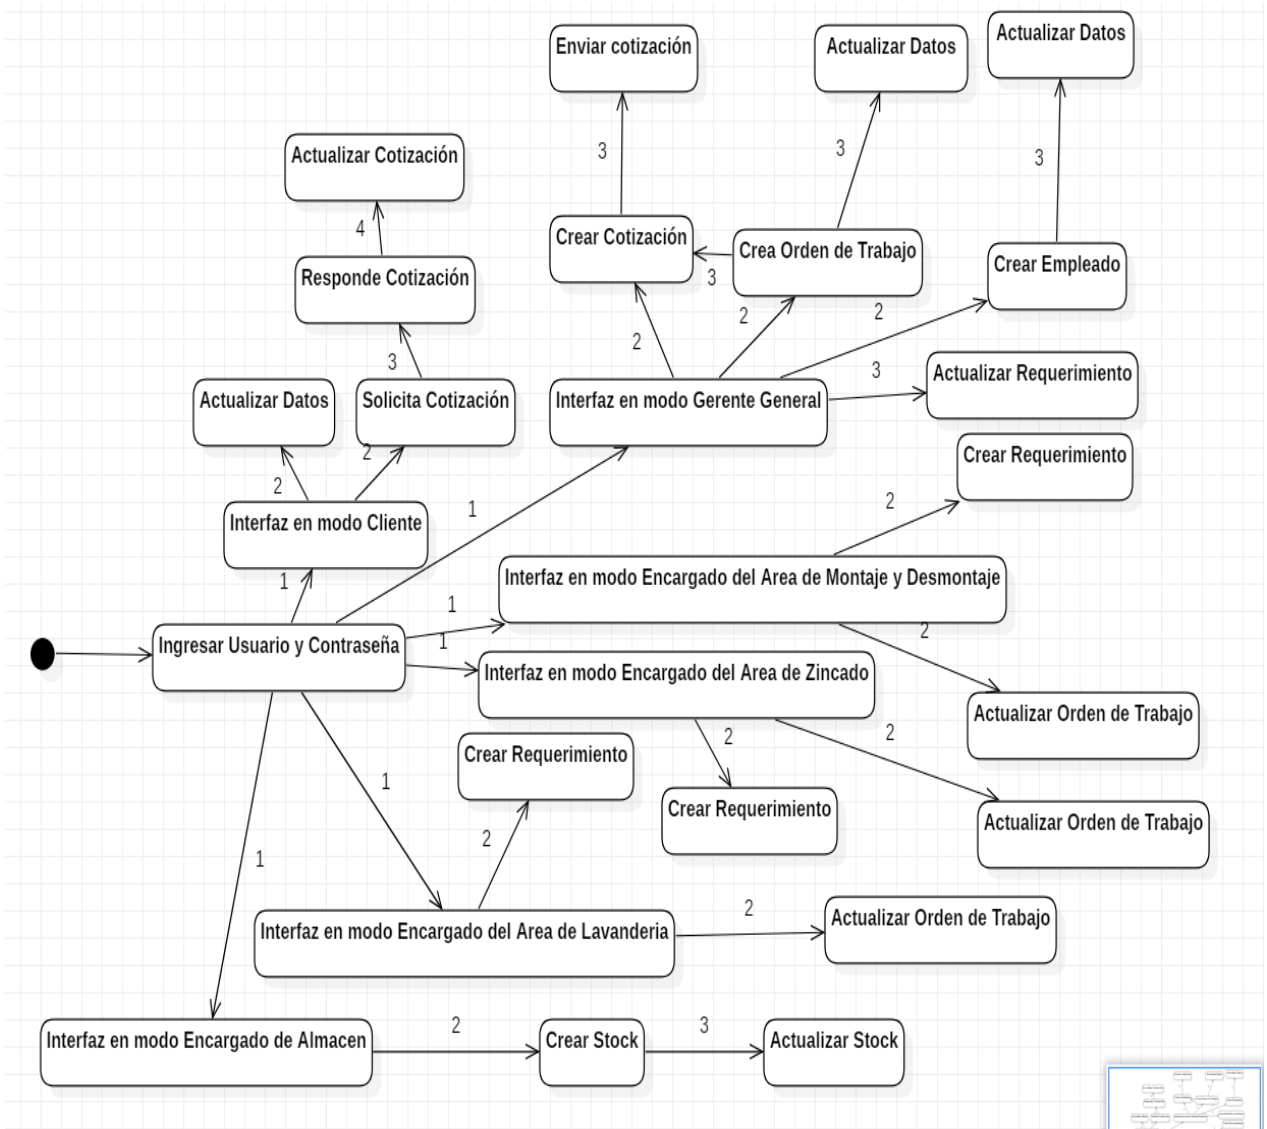 Enviar cotización
Actualizar Datos
Actualizar Datos
3
3
3
Actualizar Cotización
4
Crear Cotización
Crea Orden de Trabajo
Crear Empleado
Responde Cotización
3
2
2
2
3
Actualizar Datos
Solicita Cotización
Interfaz en modo Gerente General
3
Actualizar Requerimiento
2
2
Crear Requerimiento
Interfaz en modo Cliente
1
2
1
Interfaz en modo Encargado del Area de Montaje y Desmontaje
1
2
Ingresar Usuario y Contraseña
1
Interfaz en modo Encargado del Area de Zincado
Actualizar Orden de Trabajo
2
2
Crear Requerimiento
1
Crear Requerimiento
Actualizar Orden de Trabajo
2
1
Interfaz en modo Encargado del Area de Lavanderia
2
Actualizar Orden de Trabajo
Interfaz en modo Encargado de Almacen
2
Crear Stock
3
Actualizar Stock